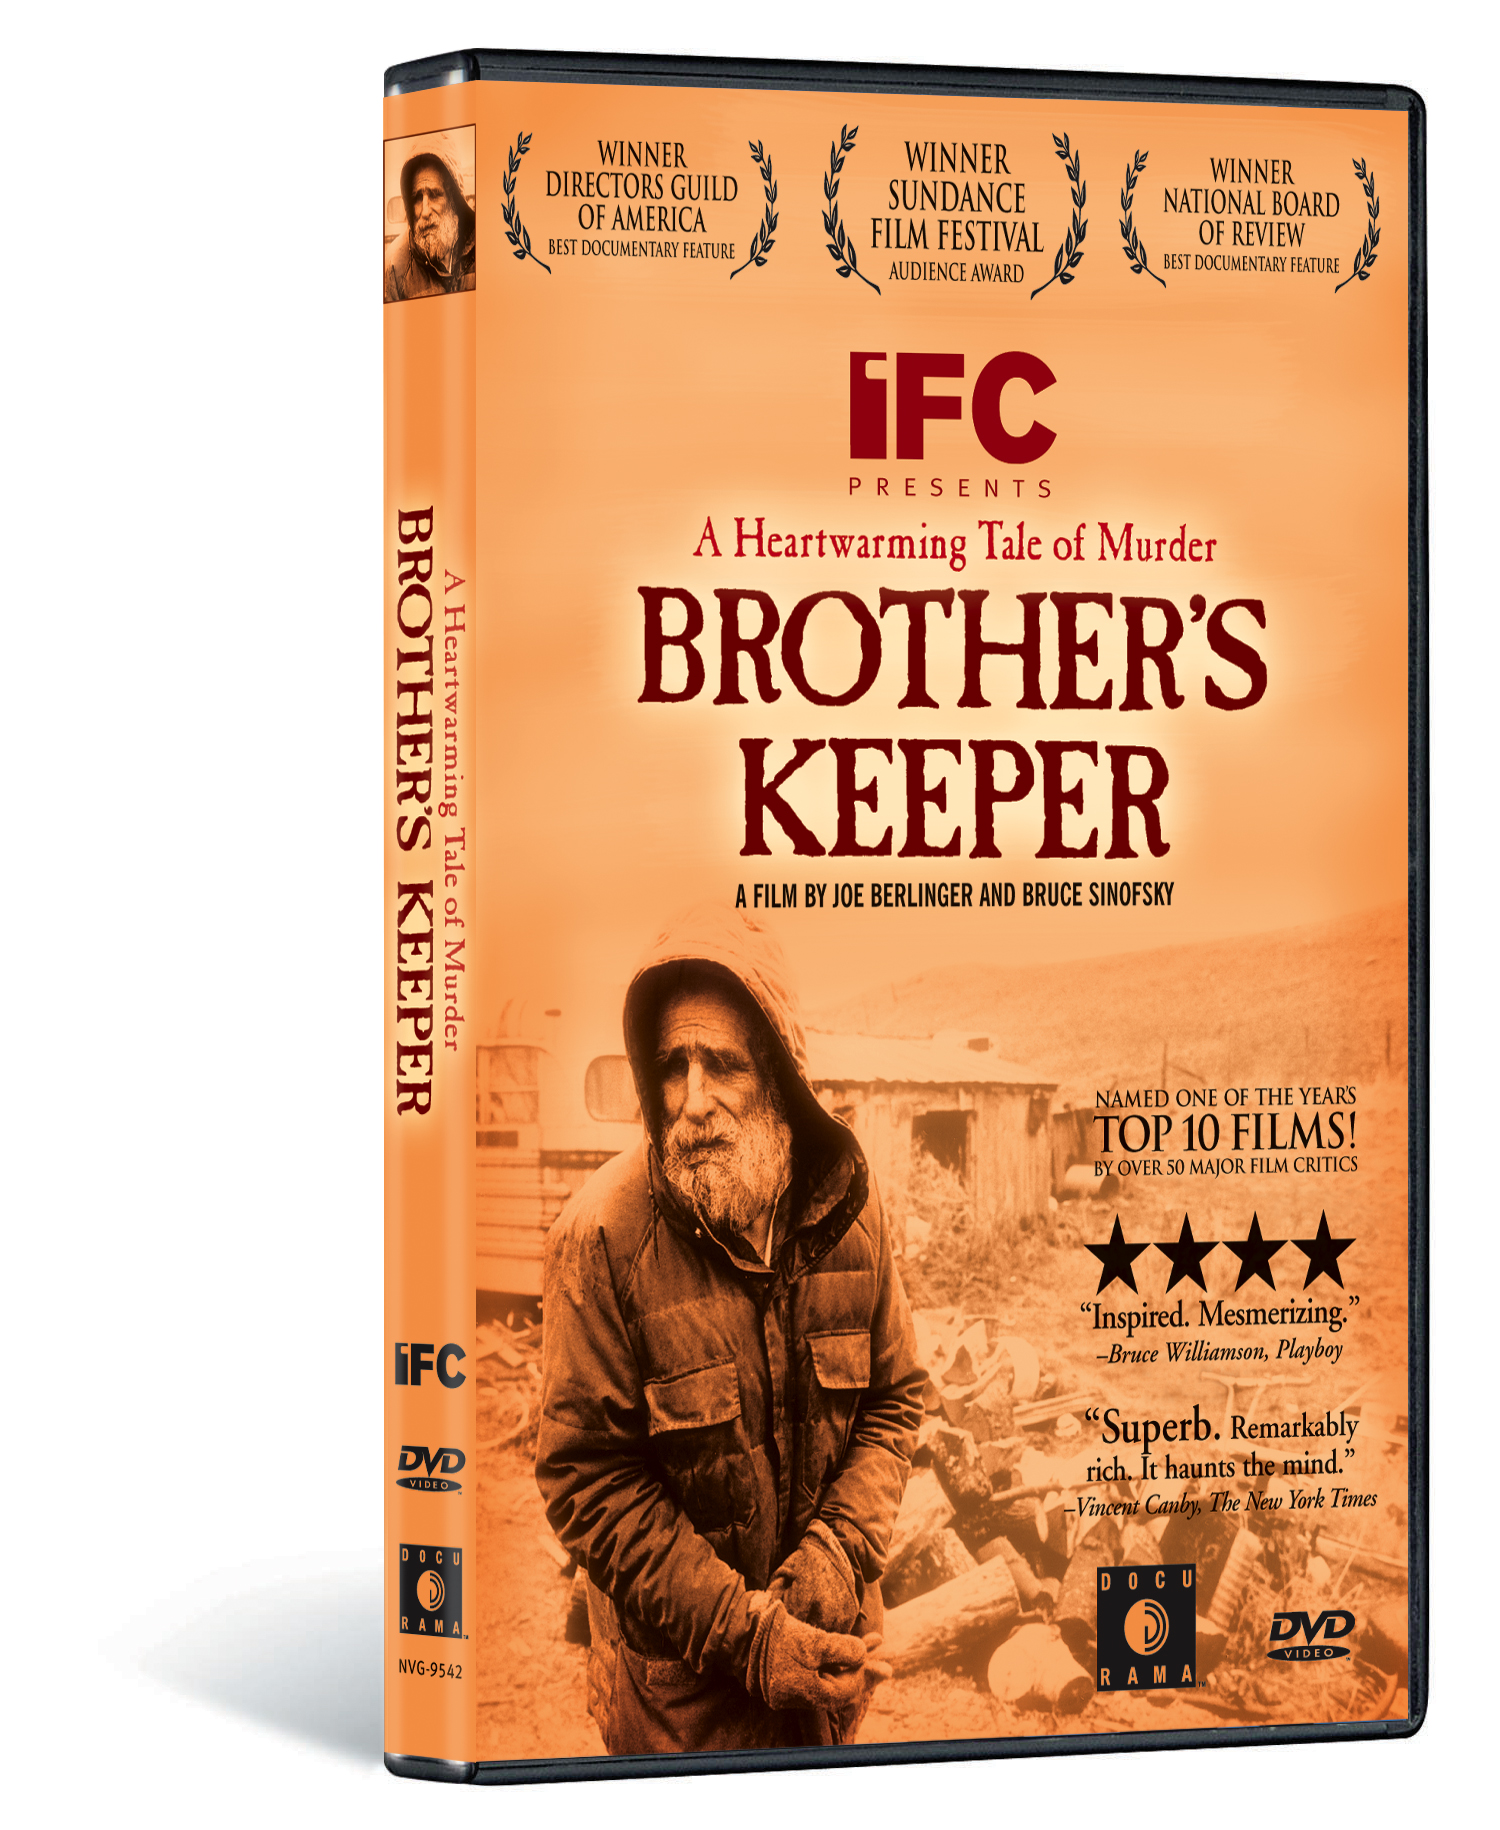 WINNER
DIRECTORS GUILD
OF AMERICA
BEST DOCUMENTARY FEATURE
WINNER
SUNDANCE
FILM FESTIVAL
AUDIENCE AWARD
WINNER
NATIONAL BOARD
OF REVIEW
BEST DOCUMENTARY FEATURE
iFC
PRESENTS
A Heartwarming Tale of Murder
BROTHER'S
KEEPER
A FILM BY JOE BERLINGER AND BRUCE SINOFSKY
NAMED ONE OF THE YEAR'S
TOP 10 FILMS!
BY OVER 50 MAJOR FILM CRITICS
★★★★
“Inspired. Mesmerizing.”
–Bruce Williamson, Playboy
“Superb. Remarkably
rich. It haunts the mind.”
–Vincent Canby, The New York Times
DOCU
RAMA™
DVD
VIDEO™
A Heartwarming Tale of Murder
BROTHER'S KEEPER
iFC
DVD
VIDEO™
DOCU
RAMA™
NVG-9542